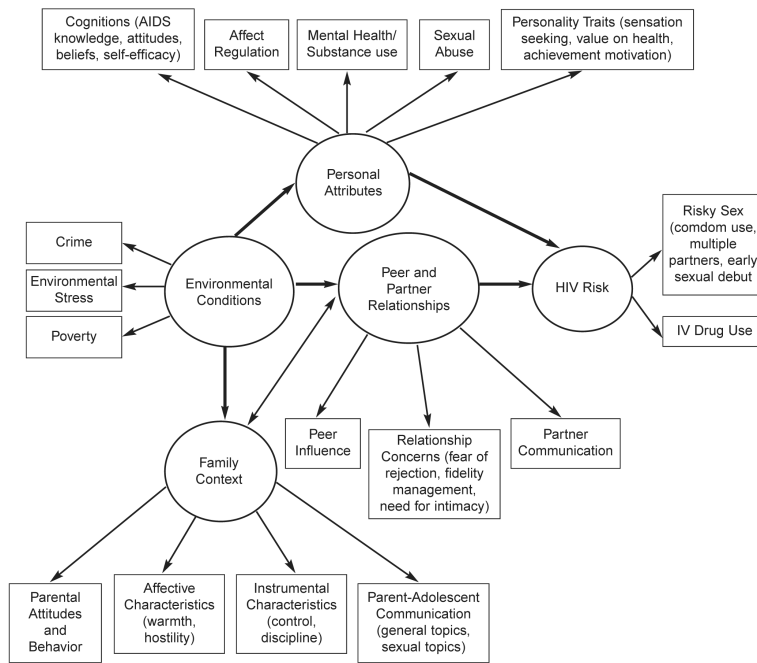 Cognitions (AIDS
knowledge, attitudes,
beliefs, self-efficacy)
Affect
Regulation
Mental Health/
Substance use
Sexual
Abuse
Personality Traits (sensation
seeking, value on health,
achievement motivation)
Personal
Attributes
Crime
Environmental
Stress
Poverty
Environmental
Conditions
Peer and
Partner
Relationships
HIV Risk
Risky Sex
(comdom use,
multiple
partners, early
sexual debut
IV Drug Use
Peer
Influence
Relationship
Concerns (fear of
rejection, fidelity
management,
need for intimacy)
Partner
Communication
Family
Context
Parental
Attitudes
and
Behavior
Affective
Characteristics
(warmth,
hostility)
Instrumental
Characteristics
(control,
discipline)
Parent-Adolescent
Communication
(general topics,
sexual topics)